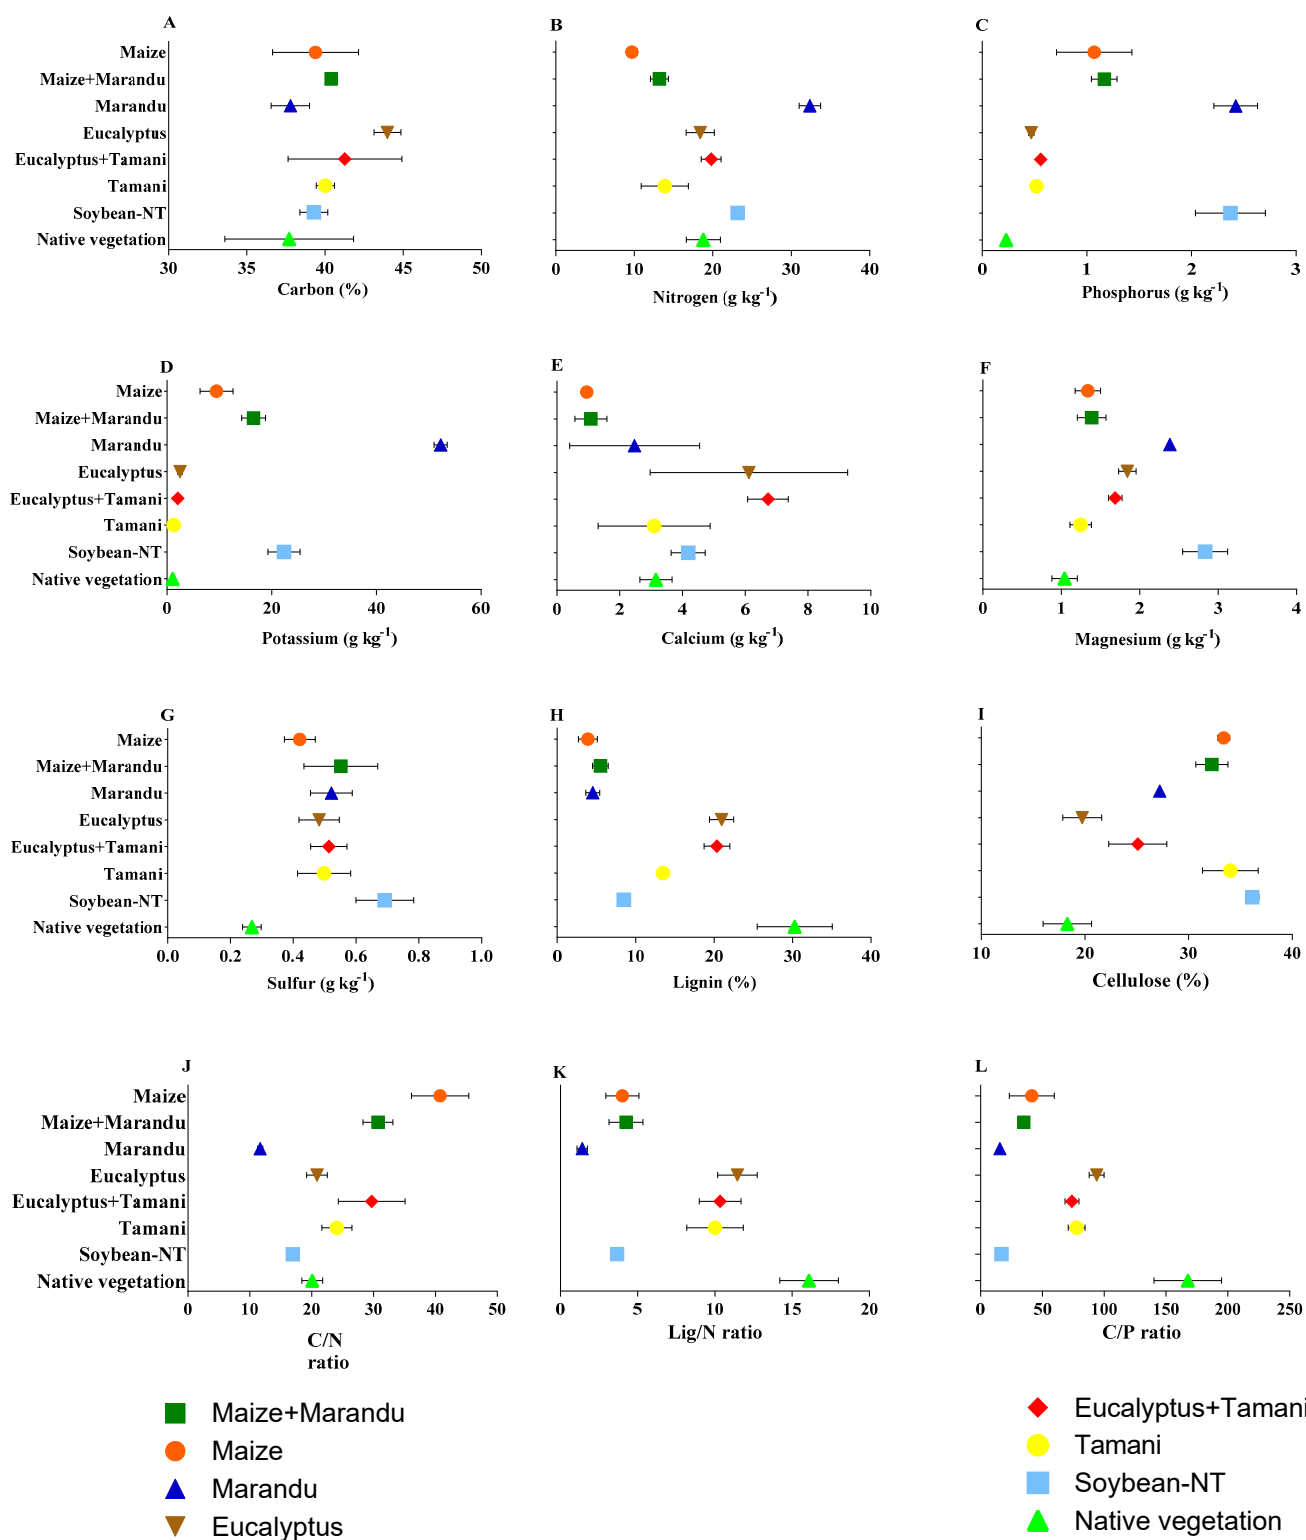 A
Maize
Maize+Marandu
Marandu
Eucalyptus
Eucalyptus+Tamani
Tamani
Soybean-NT
Native vegetation
30 35 40 45 50
Carbon (%)
B
0 10 20 30 40
Nitrogen (g kg⁻¹)
C
0 1 2 3
Phosphorus (g kg⁻¹)
D
Maize
Maize+Marandu
Marandu
Eucalyptus
Eucalyptus+Tamani
Tamani
Soybean-NT
Native vegetation
0 20 40 60
Potassium (g kg⁻¹)
E
0 2 4 6 8 10
Calcium (g kg⁻¹)
F
0 1 2 3 4
Magnesium (g kg⁻¹)
G
Maize
Maize+Marandu
Marandu
Eucalyptus
Eucalyptus+Tamani
Tamani
Soybean-NT
Native vegetation
0.0 0.2 0.4 0.6 0.8 1.0
Sulfur (g kg⁻¹)
H
0 10 20 30 40
Lignin (%)
I
10 20 30 40
Cellulose (%)
J
Maize
Maize+Marandu
Marandu
Eucalyptus
Eucalyptus+Tamani
Tamani
Soybean-NT
Native vegetation
0 10 20 30 40 50
C/N
ratio
K
0 5 10 15 20
Lig/N ratio
L
0 50 100 150 200 250
C/P ratio
Maize+Marandu
Maize
Marandu
Eucalyptus
Eucalyptus+Tamani
Tamani
Soybean-NT
Native vegetation